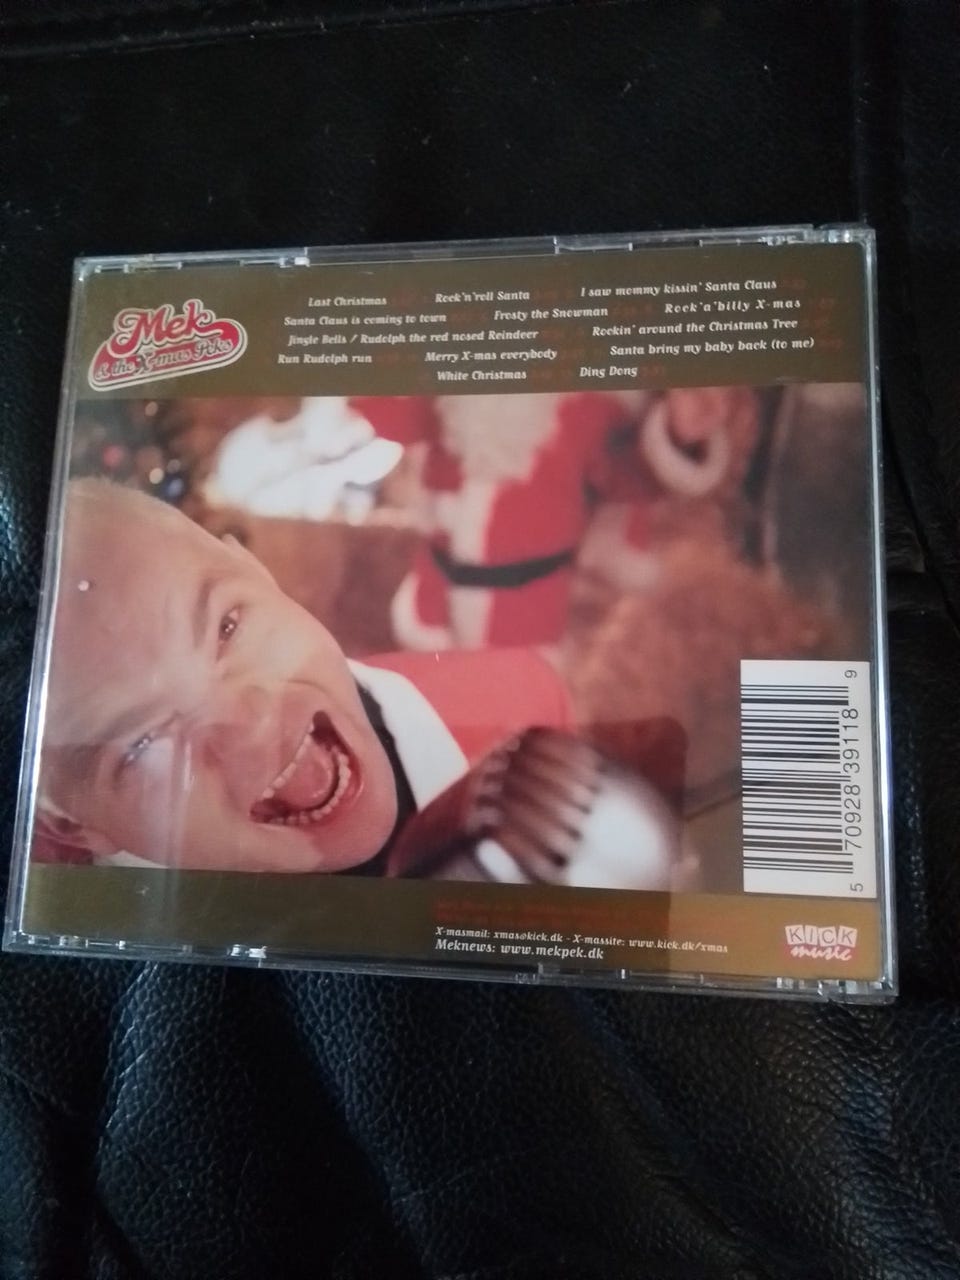 Mek
& the X-mas Peks
Last Christmas Rock'n'roll Santa I saw mommy kissin' Santa Claus
Santa Claus is coming to town Frosty the Snowman Rock'a'billy X-mas
Jingle Bells / Rudolph the red nosed Reindeer Rockin' around the Christmas Tree
Run Rudolph run Merry X-mas everybody Santa bring my baby back (to me)
White Christmas Ding Dong
5 709283 91189
X-masmail: xmas@kick.dk - X-massite: www.kick.dk/xmas
Meknews: www.mekpek.dk
KICK
music